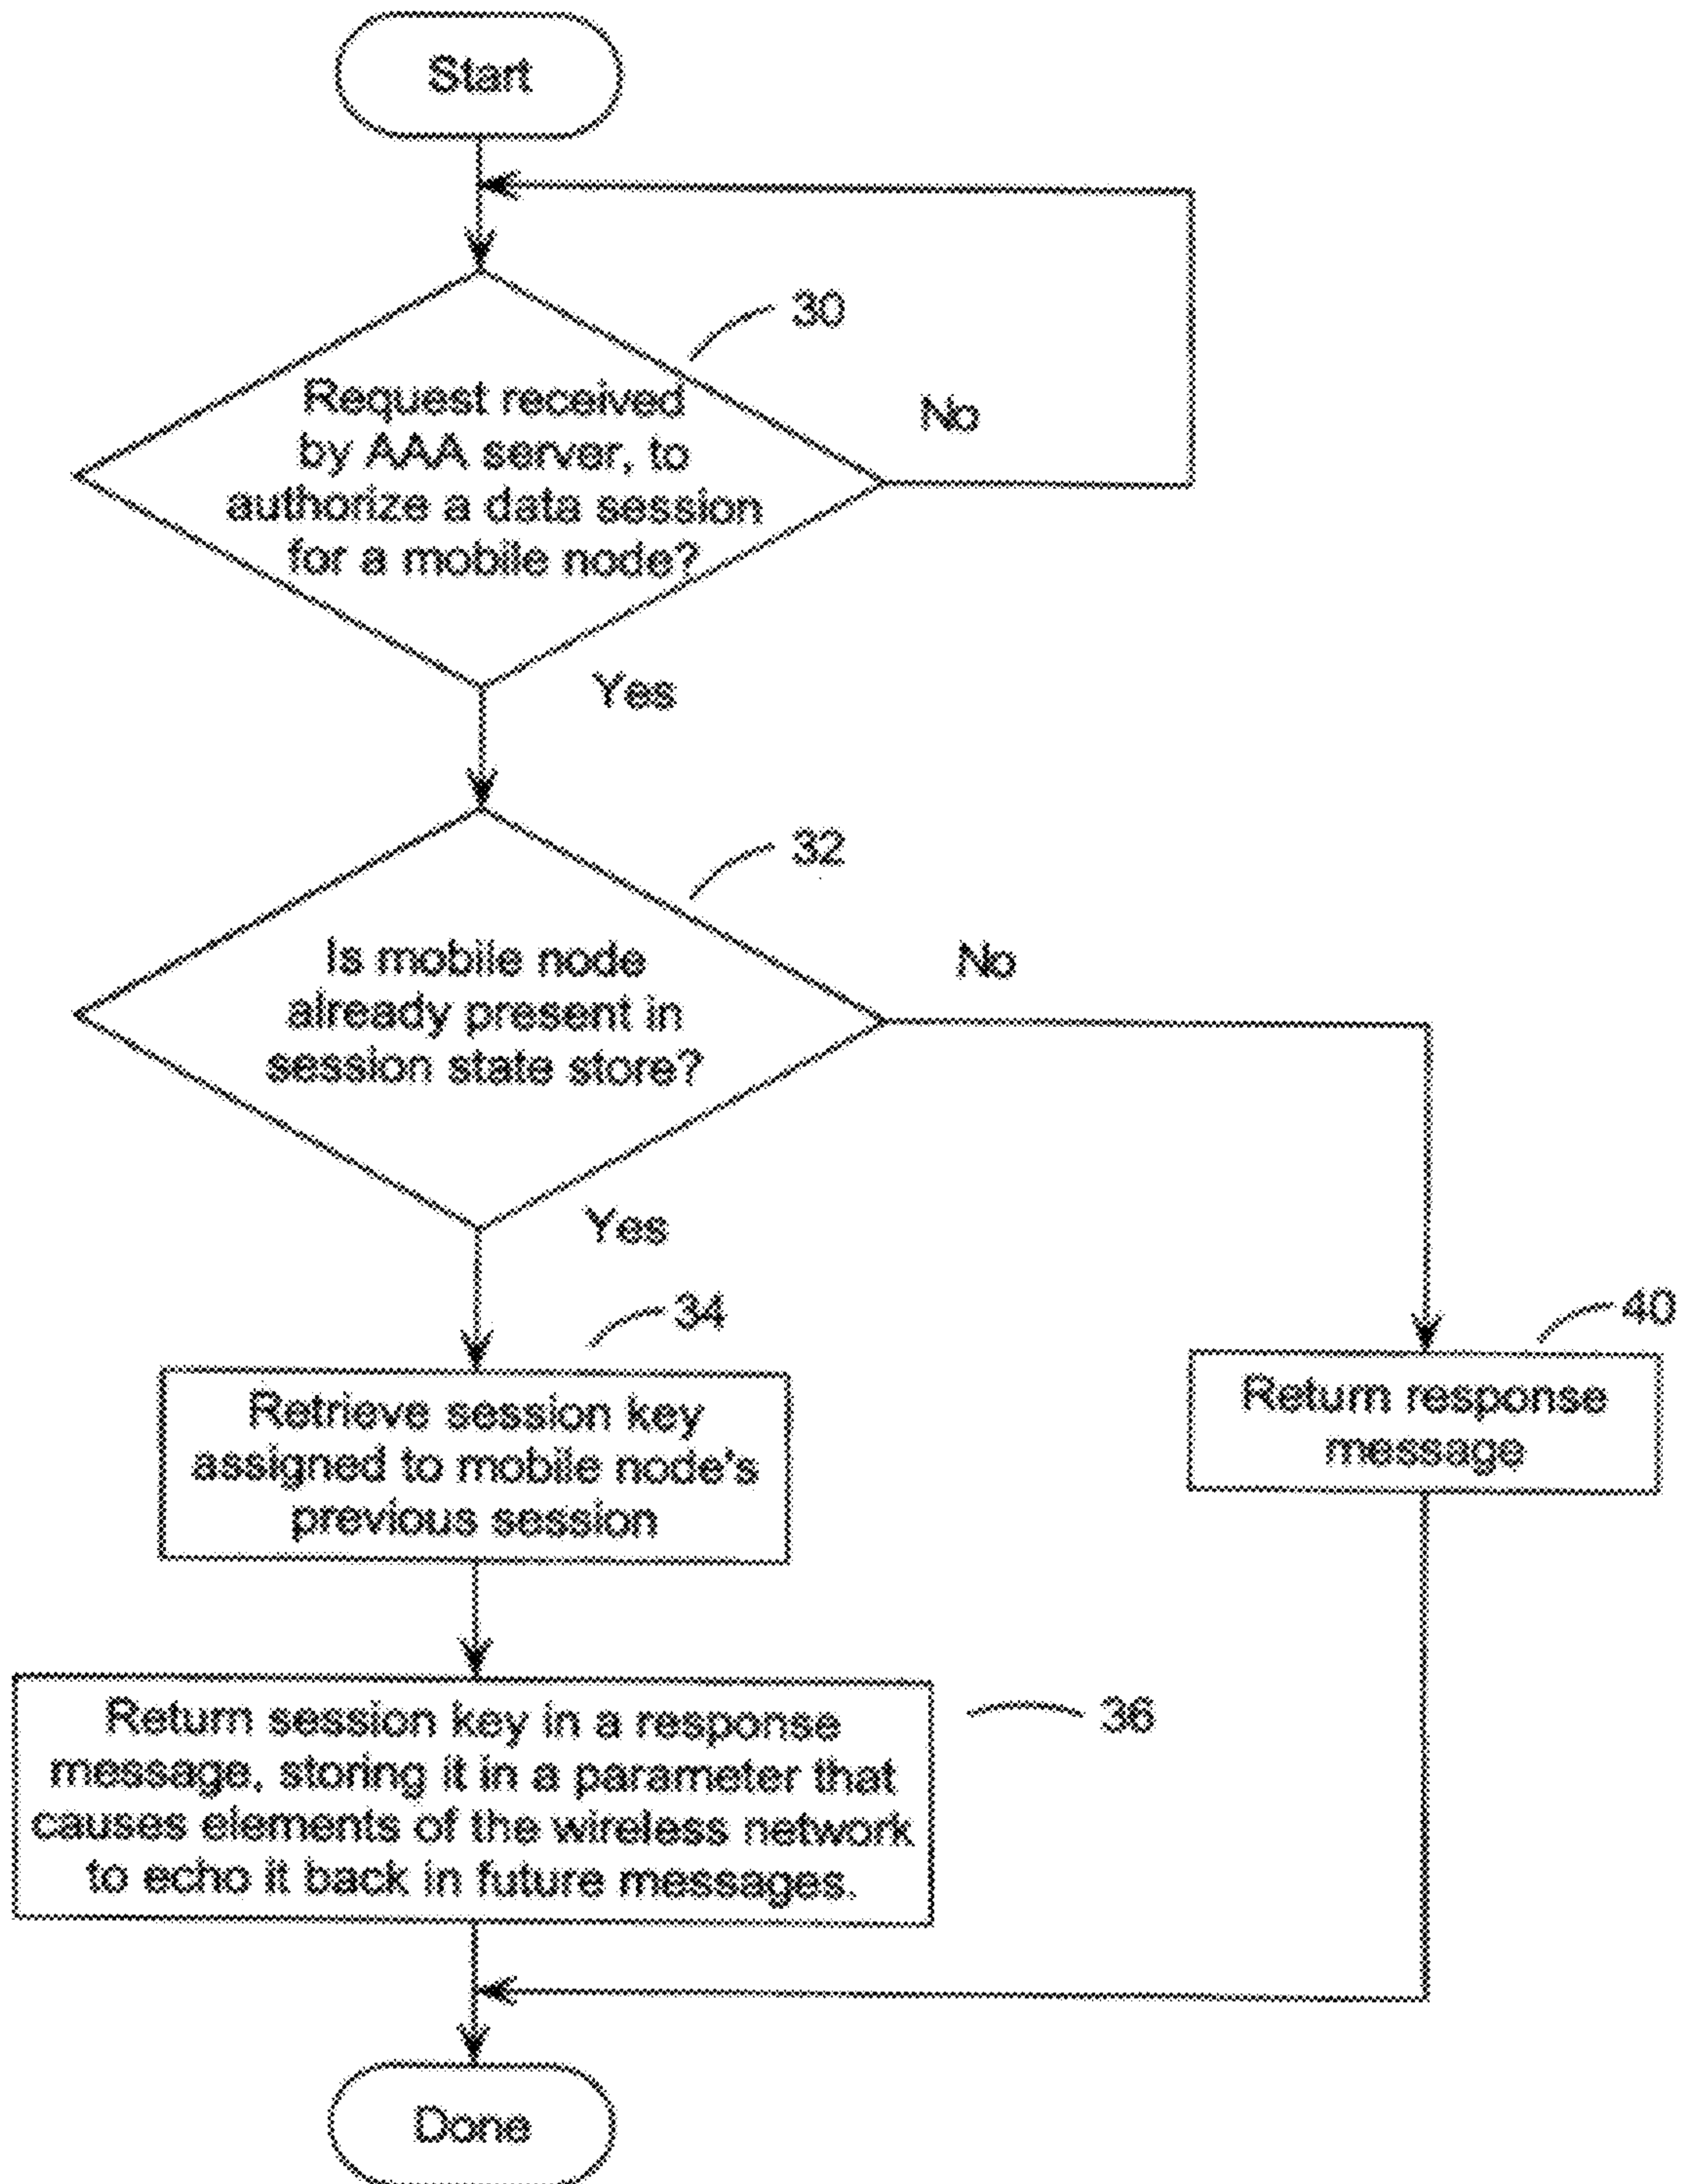 Start
30
Request received
by AAA server, to
authorize a data session
for a mobile node?
No
Yes
32
Is mobile node
already present in
session state store?
No
Yes
34
Retrieve session key
assigned to mobile node's
previous session
40
Return response
message
Return session key in a response
message, storing it in a parameter that
causes elements of the wireless network
to echo it back in future messages.
36
Done